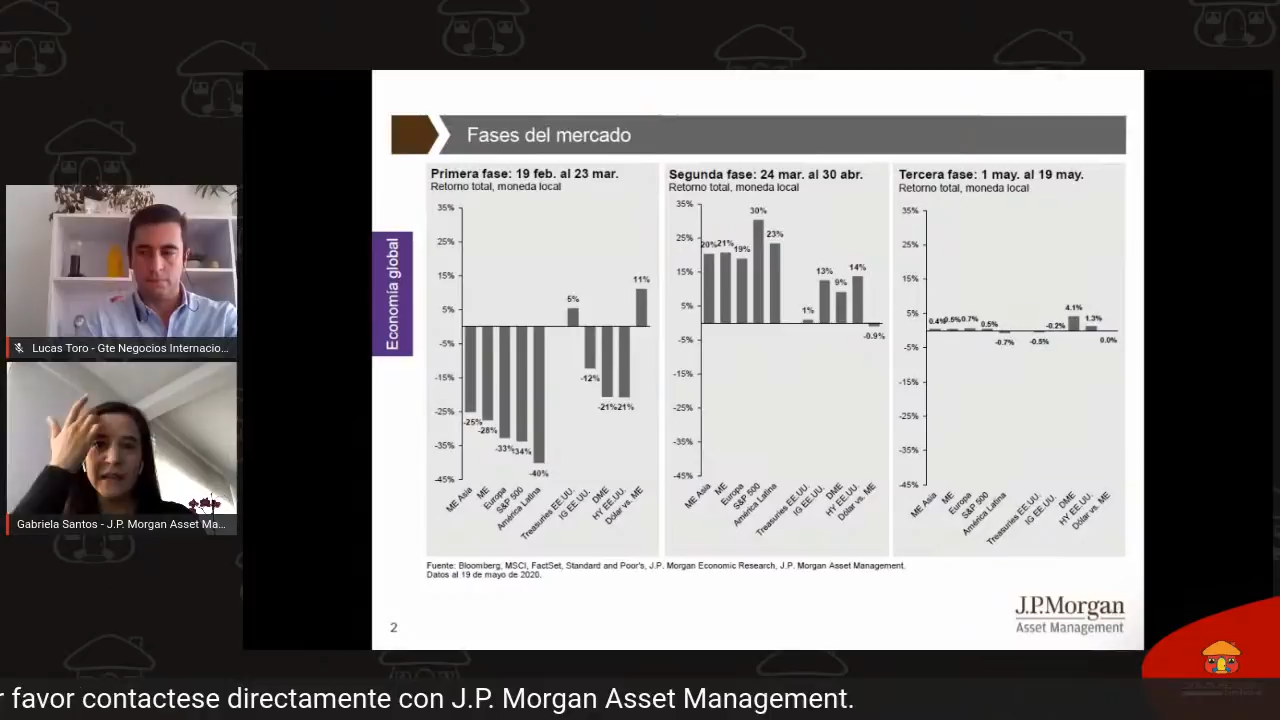 Fases del mercado
Economía global
Primera fase: 19 feb. al 23 mar.
Retorno total, moneda local
35%
25%
15%
5%
-5%
-15%
-25%
-35%
-45%
-25%
-28%
-33%
-34%
-40%
5%
-12%
-21%
-21%
11%
ME Asia
ME
Europa
S&P 500
América Latina
Treasuries EE.UU.
IG EE.UU.
DME
HY EE.UU.
Dólar vs. ME
Segunda fase: 24 mar. al 30 abr.
Retorno total, moneda local
35%
25%
15%
5%
-5%
-15%
-25%
-35%
-45%
20%
21%
19%
30%
23%
1%
13%
9%
14%
-0.9%
ME Asia
ME
Europa
S&P 500
América Latina
Treasuries EE.UU.
IG EE.UU.
DME
HY EE.UU.
Dólar vs. ME
Tercera fase: 1 may. al 19 may.
Retorno total, moneda local
35%
25%
15%
5%
-5%
-15%
-25%
-35%
-45%
0.4%
0.5%
0.7%
0.5%
-0.7%
-0.5%
-0.2%
4.1%
1.3%
0.0%
ME Asia
ME
Europa
S&P 500
América Latina
Treasuries EE.UU.
IG EE.UU.
DME
HY EE.UU.
Dólar vs. ME
Fuente: Bloomberg, MSCI, FactSet, Standard and Poor's, J.P. Morgan Economic Research, J.P. Morgan Asset Management.
Datos al 19 de mayo de 2020.
2
J.P.Morgan
Asset Management
Lucas Toro - Gte Negocios Internacio...
Gabriela Santos - J.P. Morgan Asset Ma...
r favor contactese directamente con J.P. Morgan Asset Management.